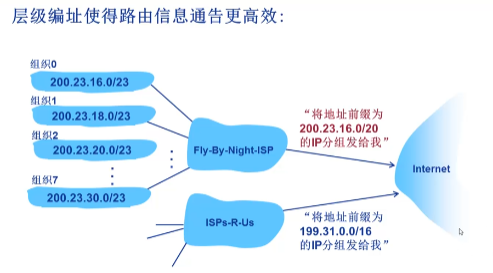 层级编址使得路由信息通告更高效:
组织0
200.23.16.0/23
组织1
200.23.18.0/23
组织2
200.23.20.0/23
组织7
200.23.30.0/23
Fly-By-Night-ISP
ISPs-R-Us
“将地址前缀为
200.23.16.0/20
的IP分组发给我”
“将地址前缀为
199.31.0.0/16
的IP分组发给我”
Internet